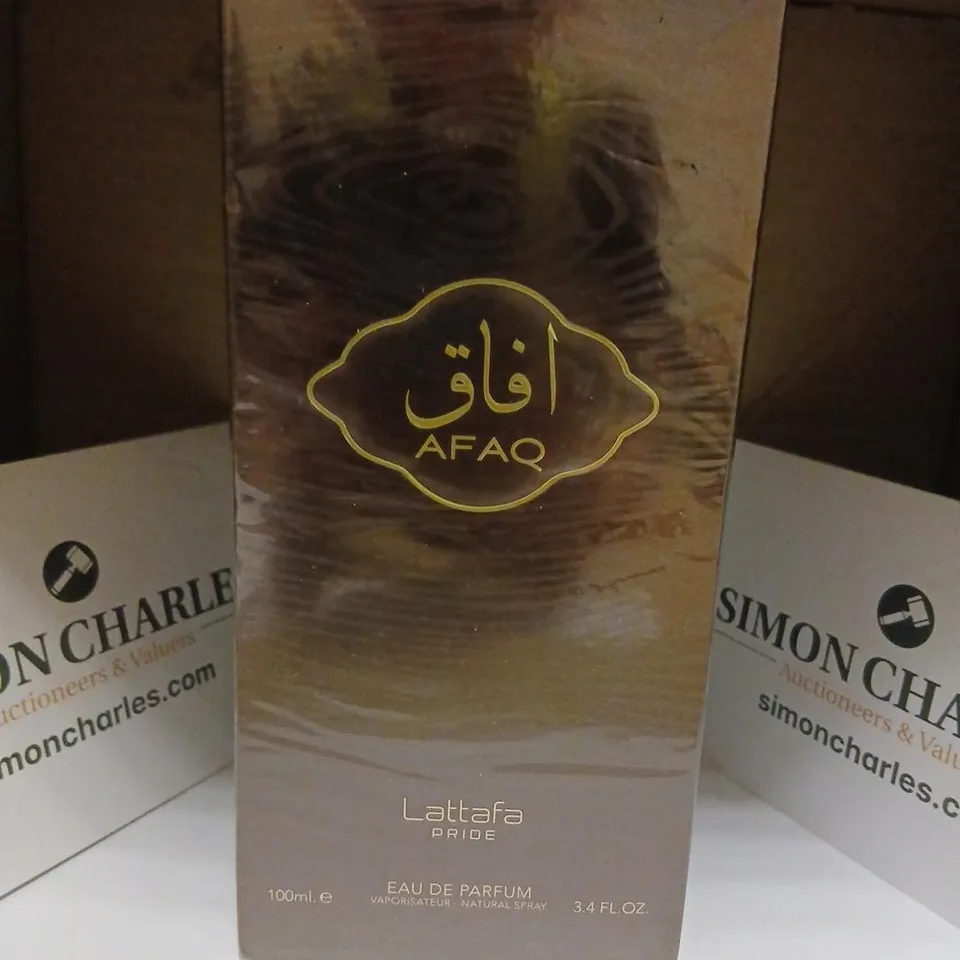 افاق
AFAQ
ON CHARLE
uctioneers & Valuers
moncharles.com
SIMON CHA
Auctioneers & Valu
simoncharles.c
Lattafa
PRIDE
100ml. e
EAU DE PARFUM
VAPORISATEUR - NATURAL SPRAY
3.4 FL.OZ.